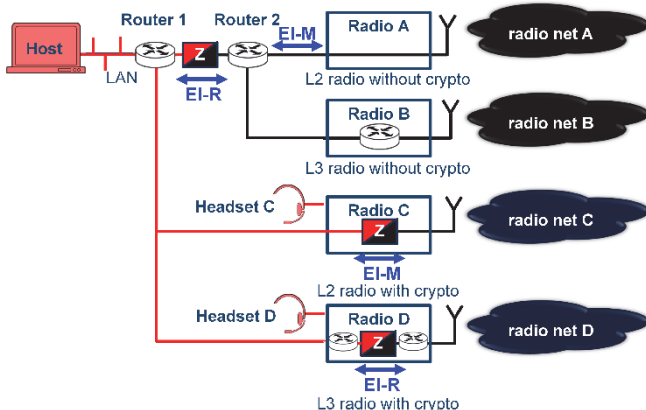 Router 1
Router 2
EI-M
Radio A
radio net A
Host
Z
LAN
EI-R
L2 radio without crypto
Radio B
radio net B
L3 radio without crypto
Headset C
Radio C
radio net C
Z
EI-M
L2 radio with crypto
Headset D
Radio D
radio net D
Z
EI-R
L3 radio with crypto